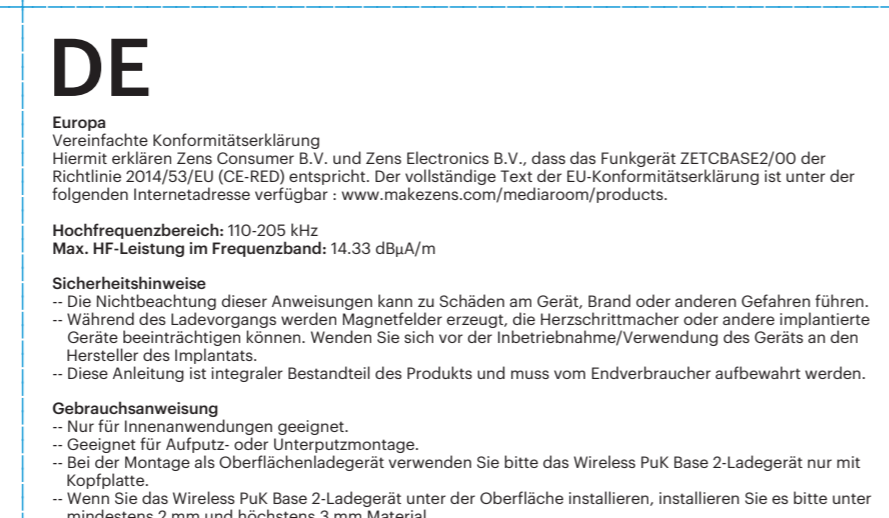 DE
Europa
Vereinfachte Konformitätserklärung
Hiermit erklären Zens Consumer B.V. und Zens Electronics B.V., dass das Funkgerät ZETCBASE2/00 der
Richtlinie 2014/53/EU (CE-RED) entspricht. Der vollständige Text der EU-Konformitätserklärung ist unter der
folgenden Internetadresse verfügbar : www.makezens.com/mediaroom/products.
Hochfrequenzbereich: 110-205 kHz
Max. HF-Leistung im Frequenzband: 14.33 dBµA/m
Sicherheitshinweise
-- Die Nichtbeachtung dieser Anweisungen kann zu Schäden am Gerät, Brand oder anderen Gefahren führen.
-- Während des Ladevorgangs werden Magnetfelder erzeugt, die Herzschrittmacher oder andere implantierte
Geräte beeinträchtigen können. Wenden Sie sich vor der Inbetriebnahme/Verwendung des Geräts an den
Hersteller des Implantats.
-- Diese Anleitung ist integraler Bestandteil des Produkts und muss vom Endverbraucher aufbewahrt werden.
Gebrauchsanweisung
-- Nur für Innenanwendungen geeignet.
-- Geeignet für Aufputz- oder Unterputzmontage.
-- Bei der Montage als Oberflächenladegerät verwenden Sie bitte das Wireless PuK Base 2-Ladegerät nur mit
Kopfplatte.
-- Wenn Sie das Wireless PuK Base 2-Ladegerät unter der Oberfläche installieren, installieren Sie es bitte unter
mindestens 2 mm und höchstens 3 mm Material